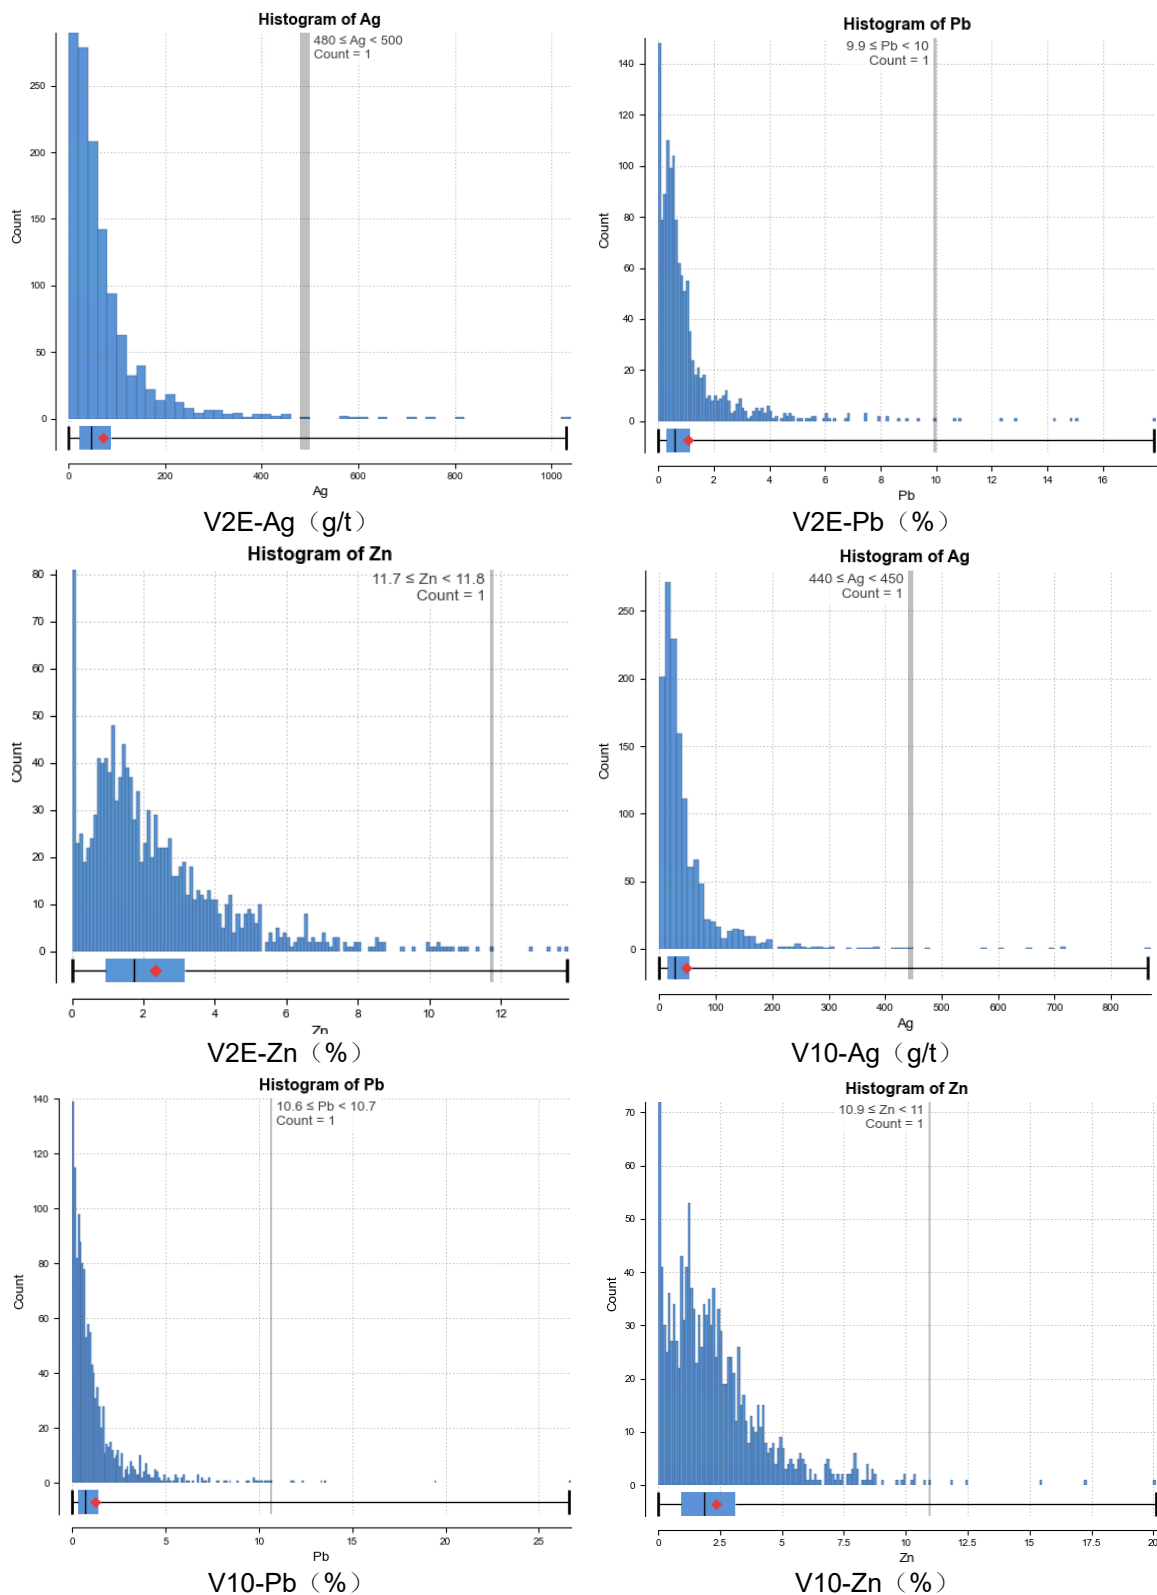 Histogram of Ag
480 ≤ Ag < 500
Count = 1
Count
250
200
150
100
50
0
0 200 400 600 800 1000
Ag
V2E-Ag（g/t）
Histogram of Pb
9.9 ≤ Pb < 10
Count = 1
Count
140
120
100
80
60
40
20
0
0 2 4 6 8 10 12 14 16
Pb
V2E-Pb（%）
Histogram of Zn
11.7 ≤ Zn < 11.8
Count = 1
Count
80
70
60
50
40
30
20
10
0
0 2 4 6 8 10 12
Zn
V2E-Zn（%）
Histogram of Ag
440 ≤ Ag < 450
Count = 1
Count
250
200
150
100
50
0
0 100 200 300 400 500 600 700 800
Ag
V10-Ag（g/t）
Histogram of Pb
10.6 ≤ Pb < 10.7
Count = 1
Count
140
120
100
80
60
40
20
0
0 5 10 15 20 25
Pb
V10-Pb（%）
Histogram of Zn
10.9 ≤ Zn < 11
Count = 1
Count
70
60
50
40
30
20
10
0
0 2.5 5 7.5 10 12.5 15 17.5 20
Zn
V10-Zn（%）